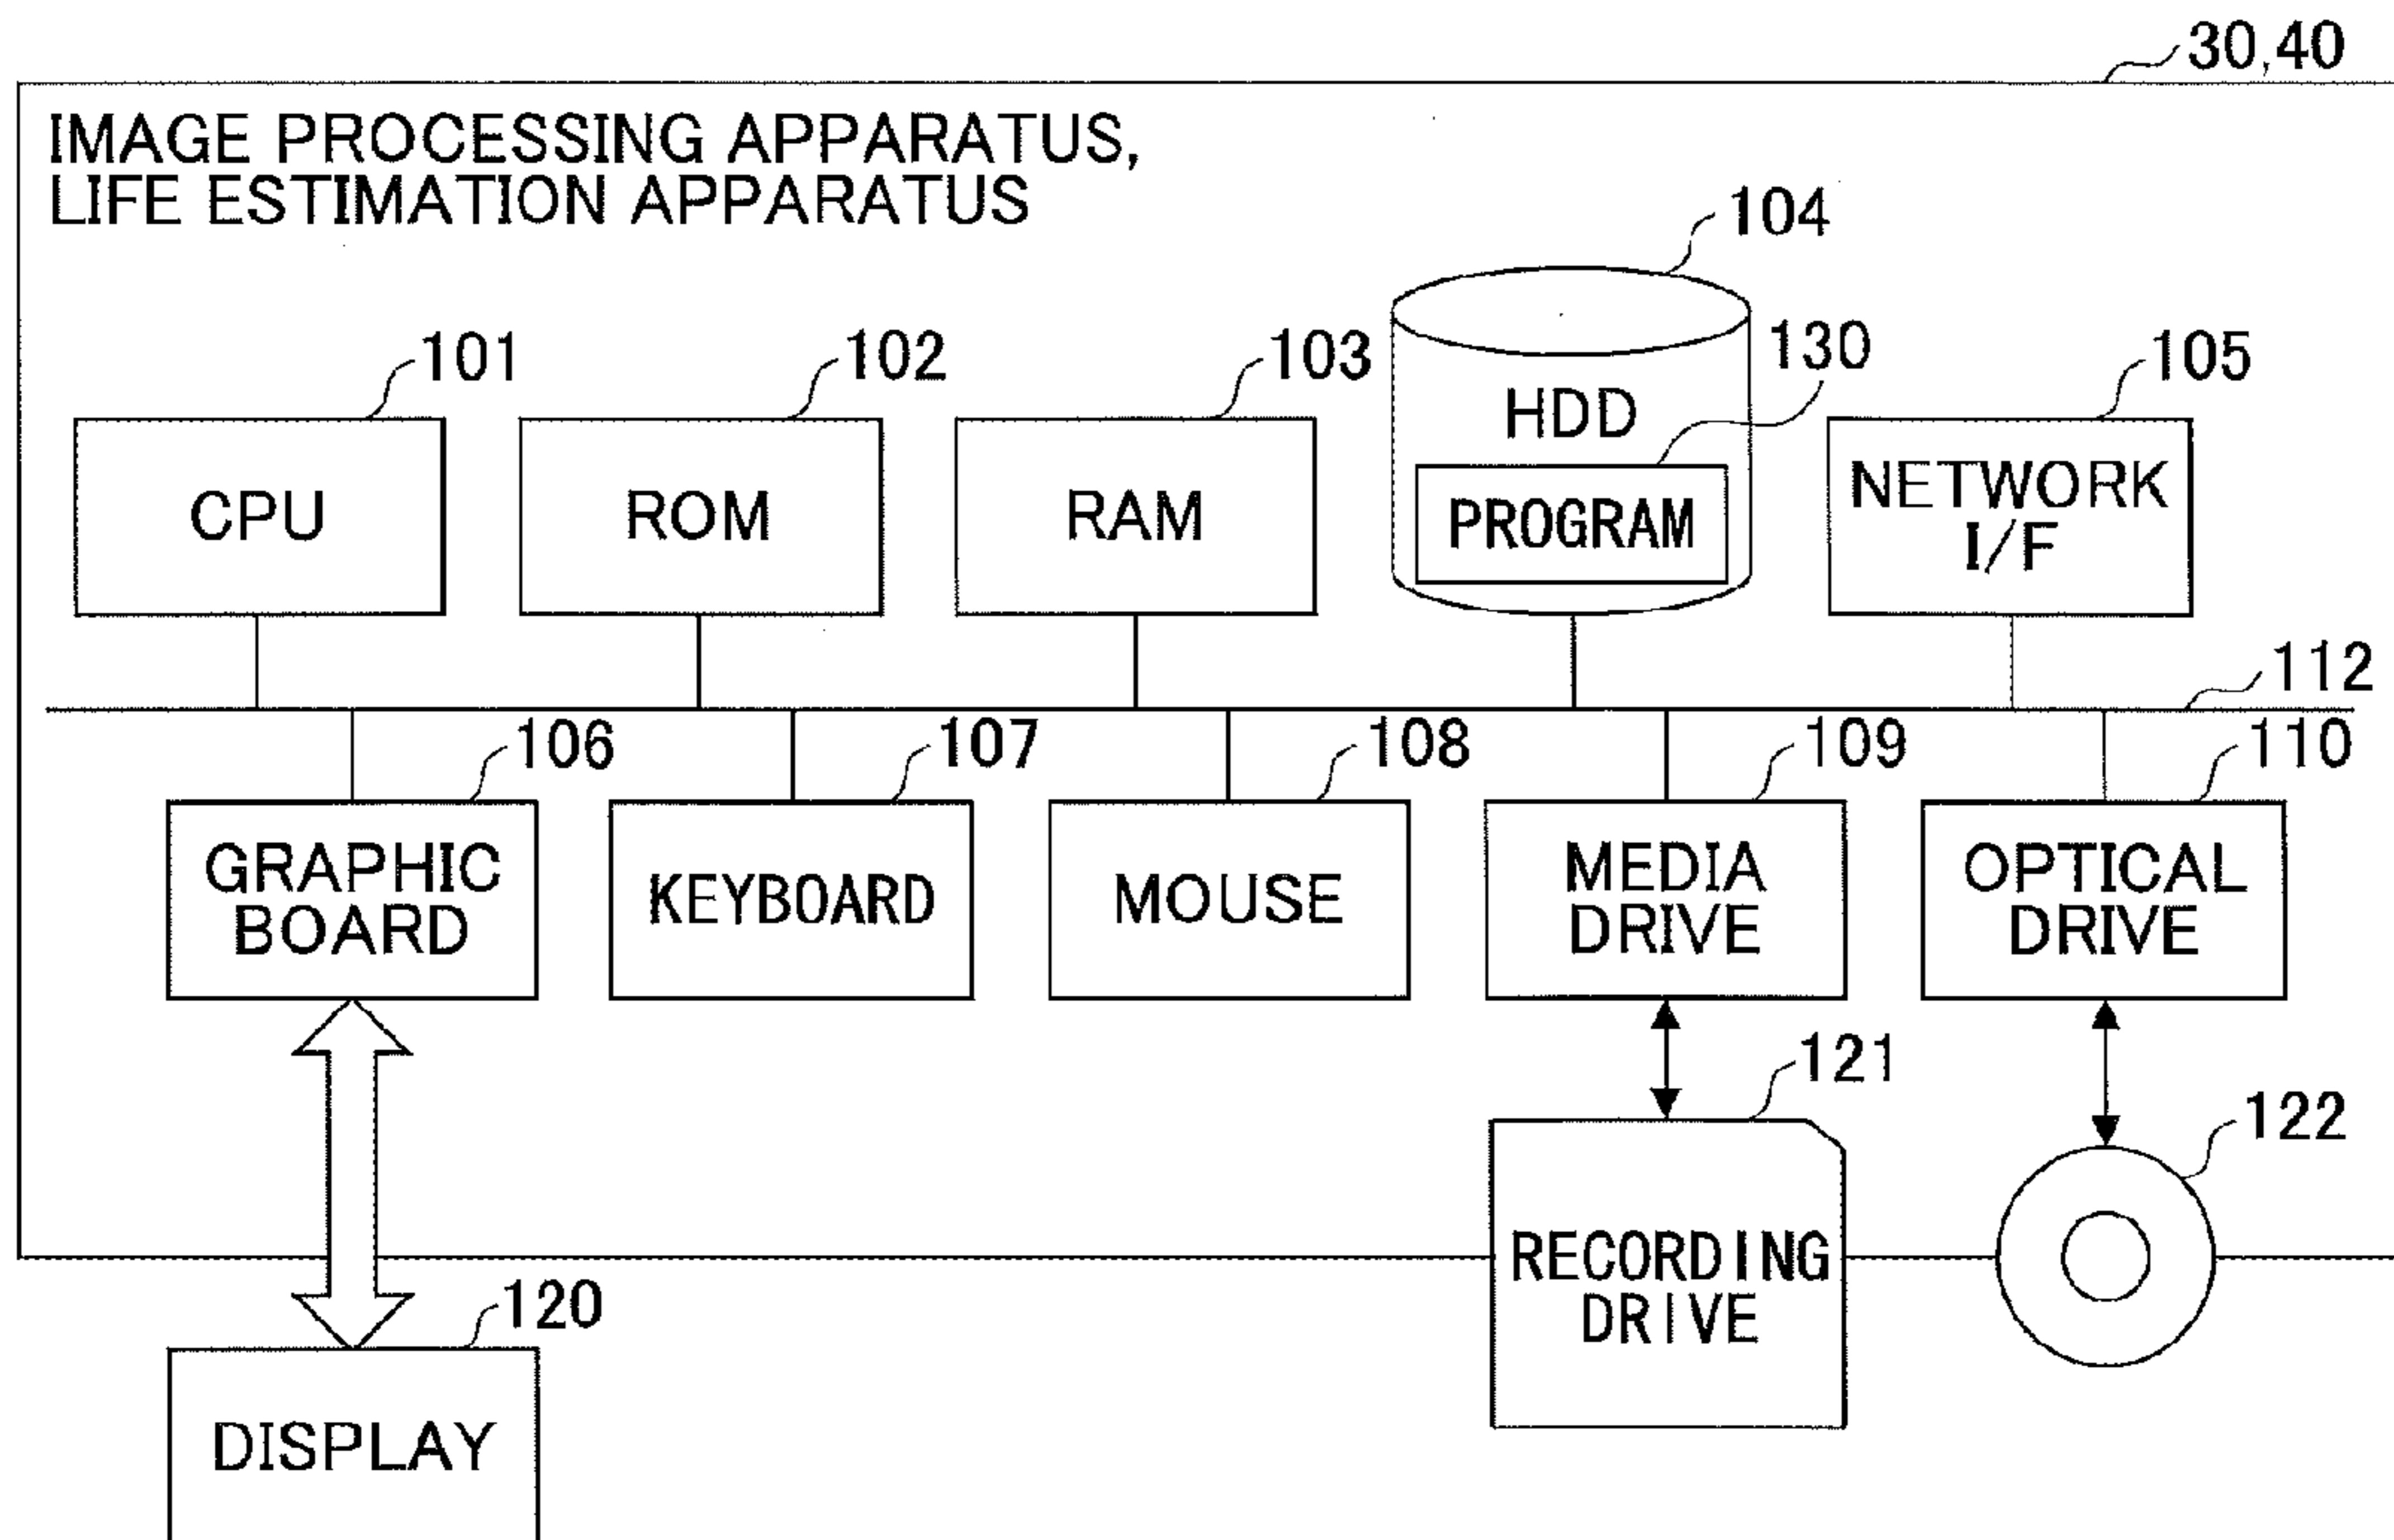 30,40
IMAGE PROCESSING APPARATUS,
LIFE ESTIMATION APPARATUS
104
101
102
103
130
105
CPU
ROM
RAM
HDD
PROGRAM
NETWORK
I/F
112
106
107
108
109
110
GRAPHIC
BOARD
KEYBOARD
MOUSE
MEDIA
DRIVE
OPTICAL
DRIVE
121
122
RECORDING
DRIVE
120
DISPLAY